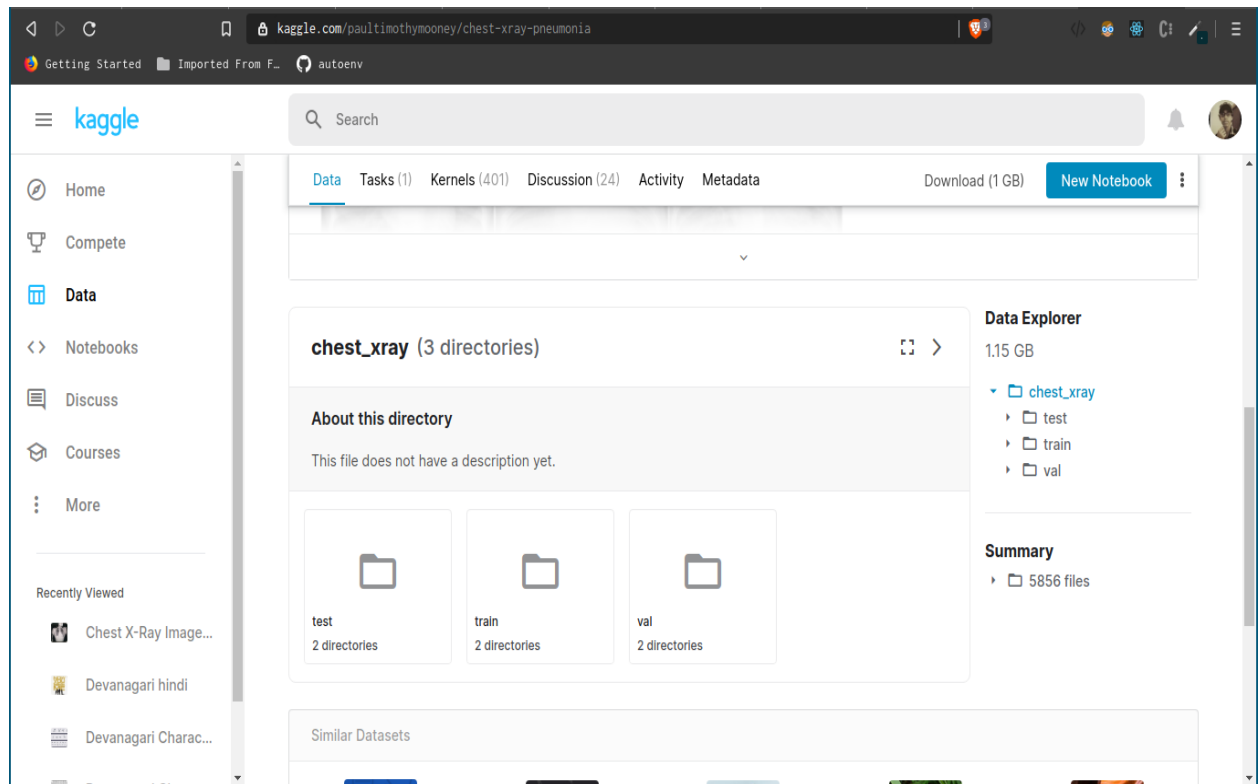 kaggle.com/paultimothymooney/chest-xray-pneumonia
3
Getting Started Imported From F… autoenv
kaggle
Search
Home
Compete
Data
Notebooks
Discuss
Courses
More
Recently Viewed
Chest X-Ray Image...
Devanagari hindi
Devanagari Charac...
Data Tasks (1) Kernels (401) Discussion (24) Activity Metadata Download (1 GB) New Notebook
chest_xray (3 directories)
About this directory
This file does not have a description yet.
test
2 directories
train
2 directories
val
2 directories
Data Explorer
1.15 GB
chest_xray
test
train
val
Summary
5856 files
Similar Datasets